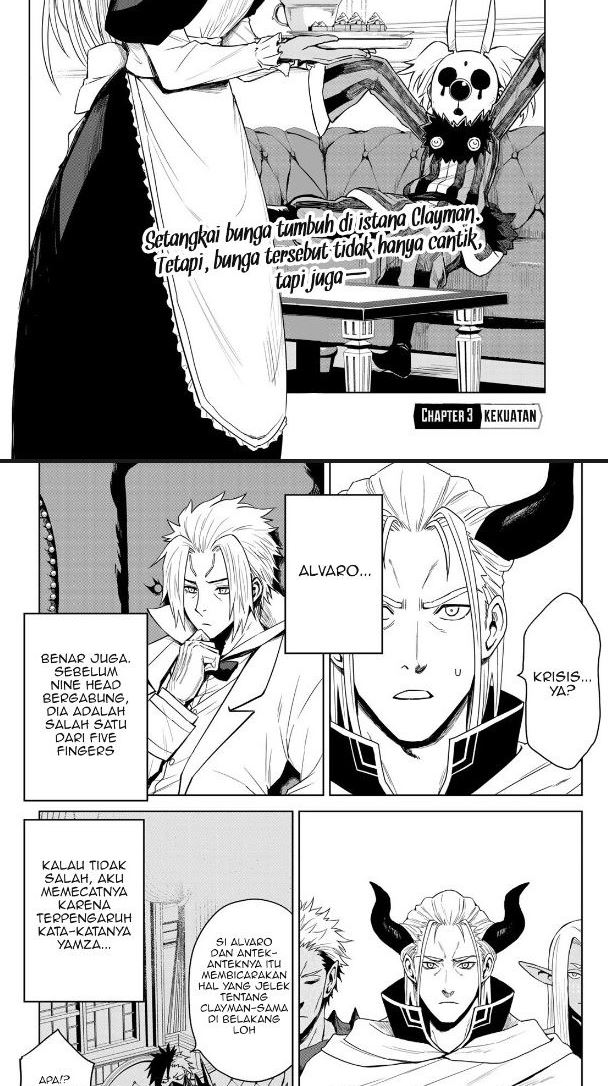 Setangkai bunga tumbuh di istana Clayman.
Tetapi, bunga tersebut tidak hanya cantik,
tapi juga —
CHAPTER 3 KEKUATAN
KRISIS...
YA?
ALVARO...
BENAR JUGA.
SEBELUM
NINE HEAD
BERGABUNG,
DIA ADALAH
SALAH SATU
DARI FIVE
FINGERS
KALAU TIDAK
SALAH, AKU
MEMECATNYA
KARENA
TERPENGARUH
KATA-KATANYA
YAMZA...
SI ALVARO
DAN ANTEK-
ANTEKNYA ITU
MEMBICARAKAN
HAL YANG JELEK
TENTANG
CLAYMAN-SAMA
DI BELAKANG
LOH
APA!?